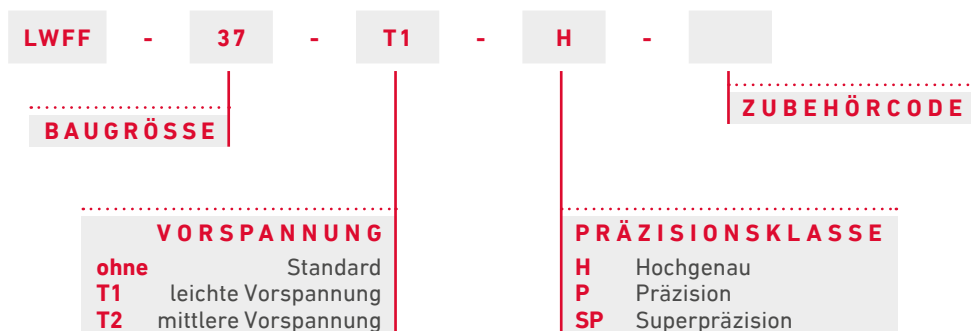 LWFF - 37 - T1 - H -
BAUGRÖSSE
ZUBEHÖRCODE
VORSPANNUNG
ohne Standard
T1 leichte Vorspannung
T2 mittlere Vorspannung
PRÄZISIONSKLASSE
H Hochgenau
P Präzision
SP Superpräzision